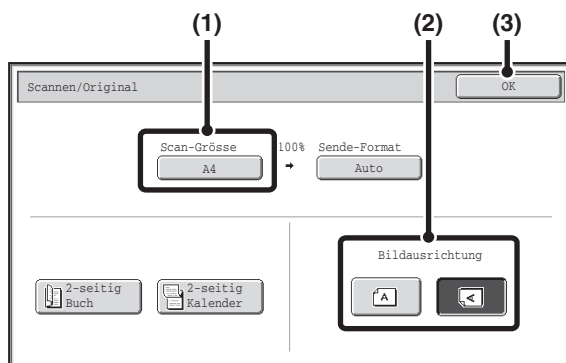 (1) (2) (3)
Scannen/Original OK
Scan-Grösse 100% Sende-Format
A4 Auto
Bildausrichtung
2-seitig
Buch
2-seitig
Kalender
A A